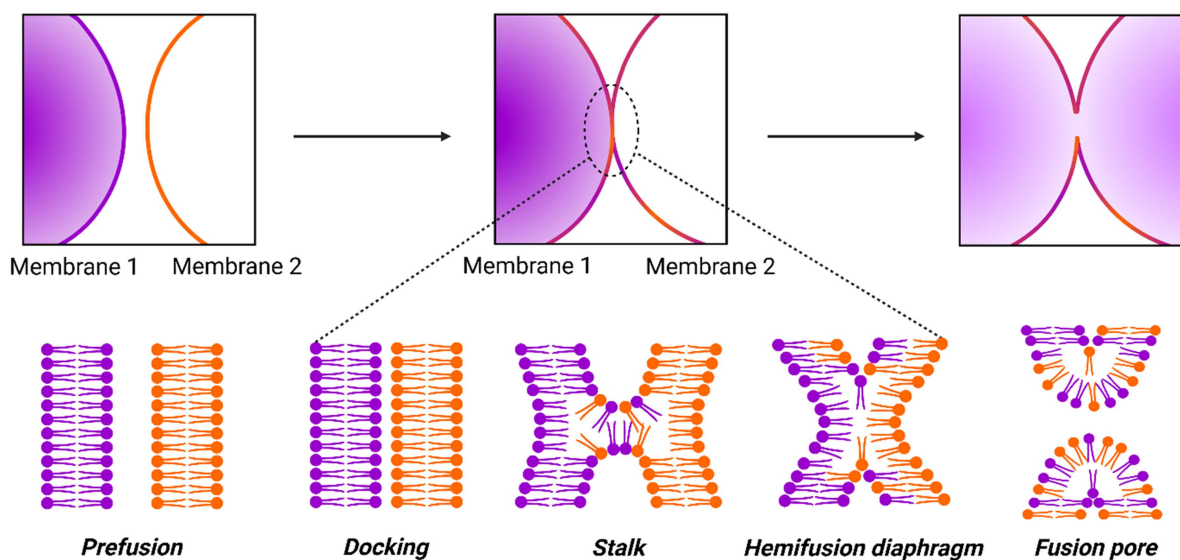 Membrane 1 Membrane 2 Membrane 1 Membrane 2
Prefusion Docking Stalk Hemifusion diaphragm Fusion pore